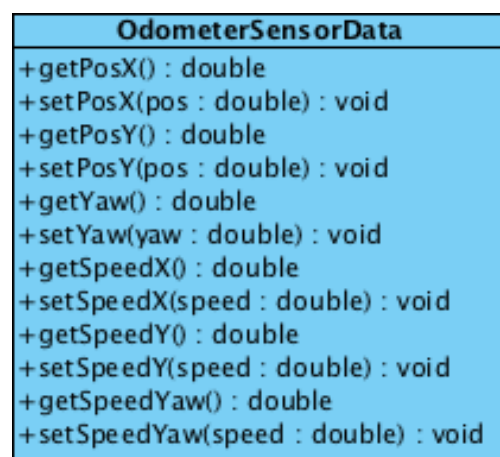 OdometerSensorData
+getPosX() : double
+setPosX(pos : double) : void
+getPosY() : double
+setPosY(pos : double) : void
+getYaw() : double
+setYaw(yaw : double) : void
+getSpeedX() : double
+setSpeedX(speed : double) : void
+getSpeedY() : double
+setSpeedY(speed : double) : void
+getSpeedYaw() : double
+setSpeedYaw(speed : double) : void